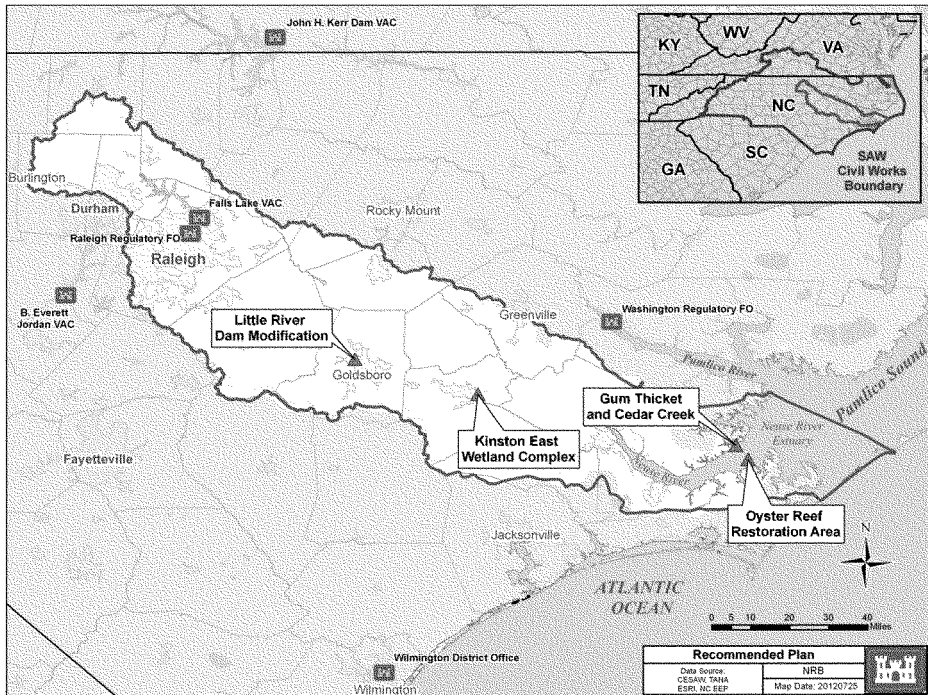 John H. Kerr Dam VAC
KY
WV
VA
TN
NC
GA
SC
SAW
Civil Works
Boundary
Burlington
Durham
Falls Lake VAC
Raleigh Regulatory FO
Raleigh
Rocky Mount
B. Everett
Jordan VAC
Greenville
Washington Regulatory FO
Little River
Dam Modification
Goldsboro
Pamlico River
Pamlico Sound
Gum Thicket
and Cedar Creek
Neuse River
Estuary
Kinston East
Wetland Complex
Neuse River
Fayetteville
Oyster Reef
Restoration Area
Jacksonville
N
ATLANTIC
OCEAN
0 5 10 20 30 40
Miles
Wilmington District Office
Wilmington
Recommended Plan
Data Source:
CESAW, TANA
ESRI, NC EEP
NRB
Map Date: 20120725